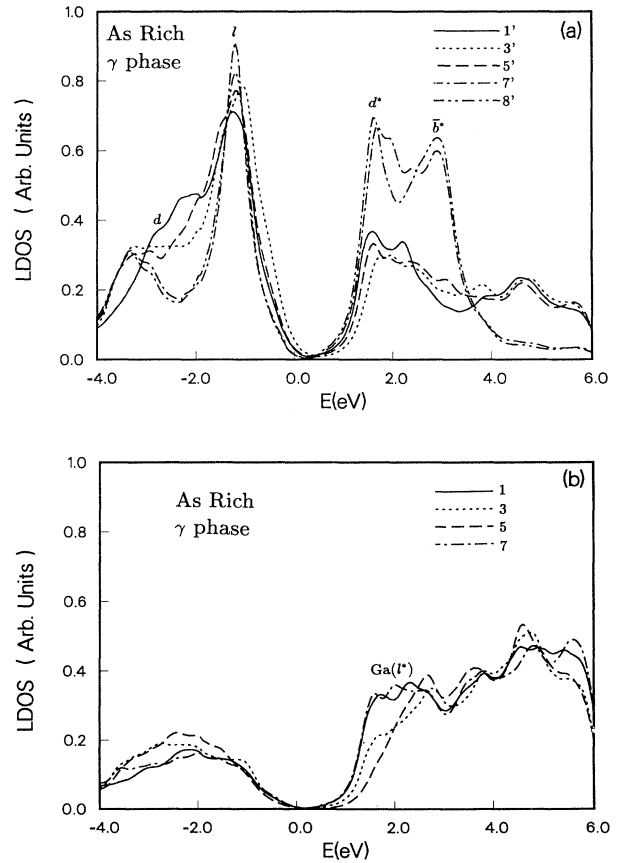 As Rich
γ phase
(a)
l
1'
3'
5'
7'
8'
d*
b̄*
d
1.0
0.8
0.6
0.4
0.2
0.0
LDOS ( Arb. Units )
-4.0 -2.0 0.0 2.0 4.0 6.0
E(eV)
As Rich
γ phase
(b)
1
3
5
7
Ga(l*)
1.0
0.8
0.6
0.4
0.2
0.0
LDOS ( Arb. Units )
-4.0 -2.0 0.0 2.0 4.0 6.0
E(eV)